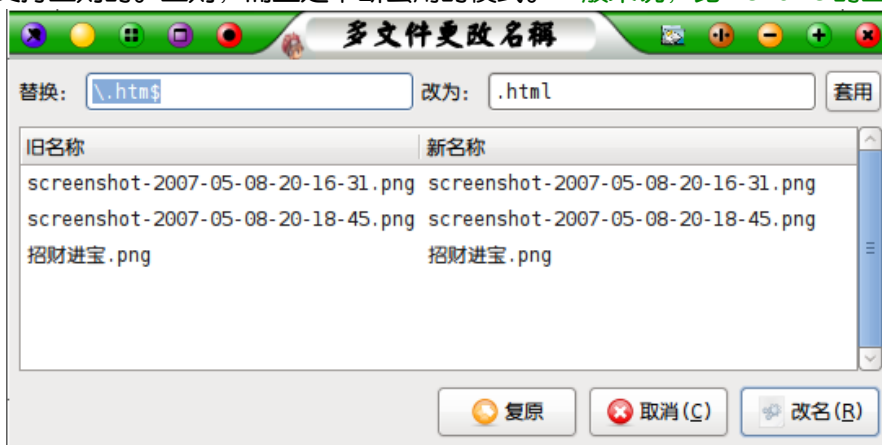 多文件更改名稱
替换: \.htm$ 改为: .html 套用
旧名称 新名称
screenshot-2007-05-08-20-16-31.png screenshot-2007-05-08-20-16-31.png
screenshot-2007-05-08-20-18-45.png screenshot-2007-05-08-20-18-45.png
招财进宝.png 招财进宝.png
复原 取消(C) 改名(R)